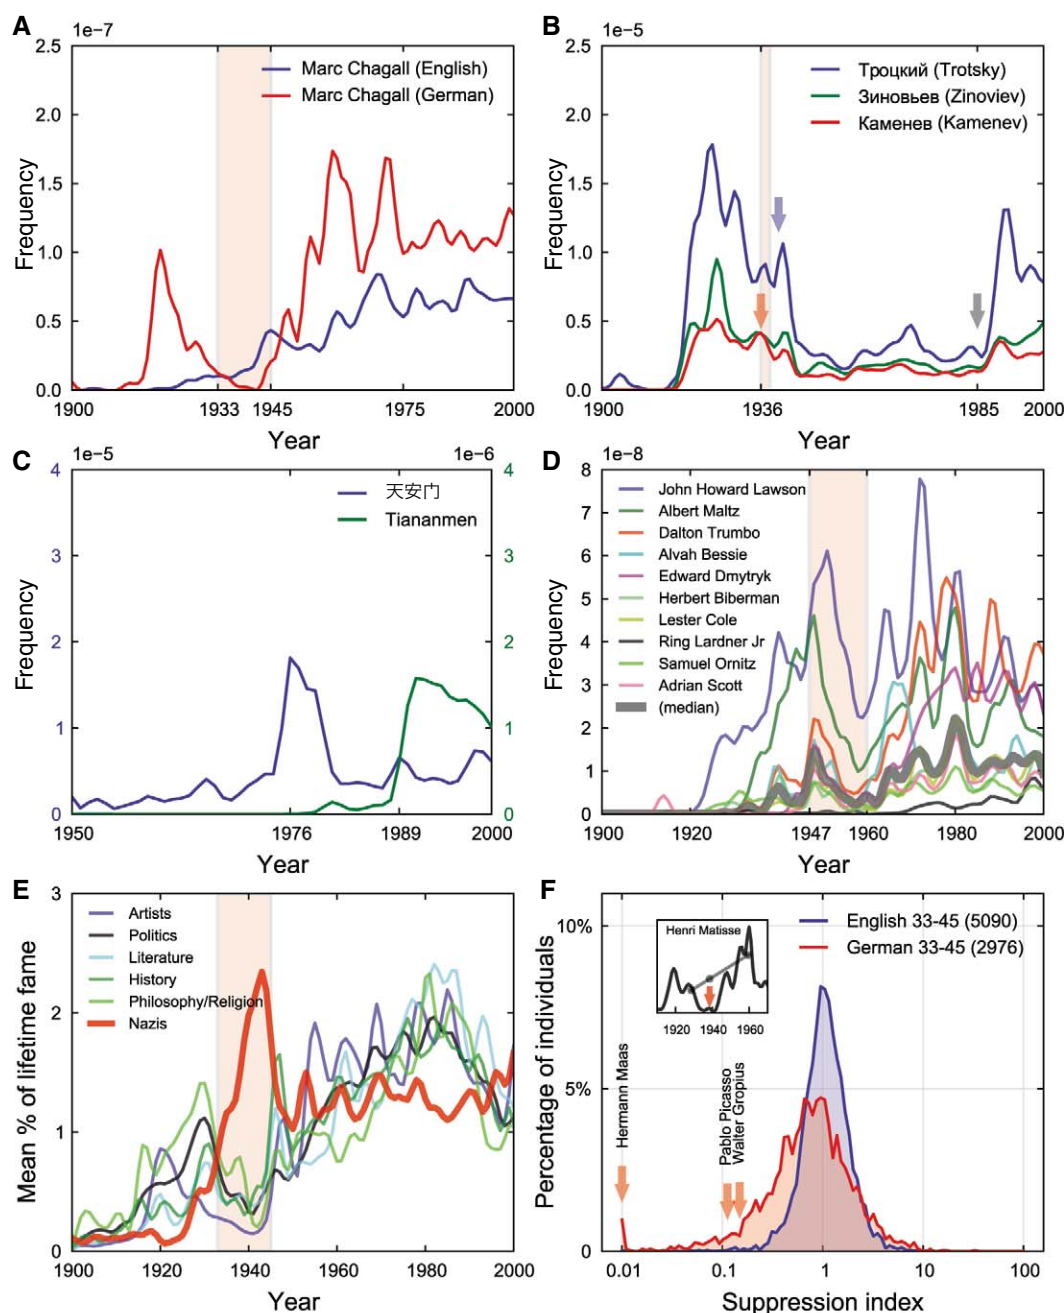 A
1e−7
2.5
2.0
1.5
1.0
0.5
0.0
Frequency
Marc Chagall (English)
Marc Chagall (German)
1900
1933
1945
1975
2000
Year
B
1e−5
2.5
2.0
1.5
1.0
0.5
0.0
Frequency
Троцкий (Trotsky)
Зиновьев (Zinoviev)
Каменев (Kamenev)
1900
1936
1985
2000
Year
C
1e−5
1e−6
4
3
2
1
0
Frequency
天安门
Tiananmen
4
3
2
1
0
1950
1976
1989
2000
Year
D
1e−8
8
7
6
5
4
3
2
1
0
Frequency
John Howard Lawson
Albert Maltz
Dalton Trumbo
Alvah Bessie
Edward Dmytryk
Herbert Biberman
Lester Cole
Ring Lardner Jr
Samuel Ornitz
Adrian Scott
(median)
1900
1920
1947
1960
1980
2000
Year
E
3
2
1
0
Mean % of lifetime fame
Artists
Politics
Literature
History
Philosophy/Religion
Nazis
1900
1920
1940
1960
1980
2000
Year
F
10%
5%
0
Percentage of individuals
Henri Matisse
1920
1940
1960
English 33-45 (5090)
German 33-45 (2976)
Hermann Maas
Pablo Picasso
Walter Gropius
0.01
0.1
1
10
100
Suppression index